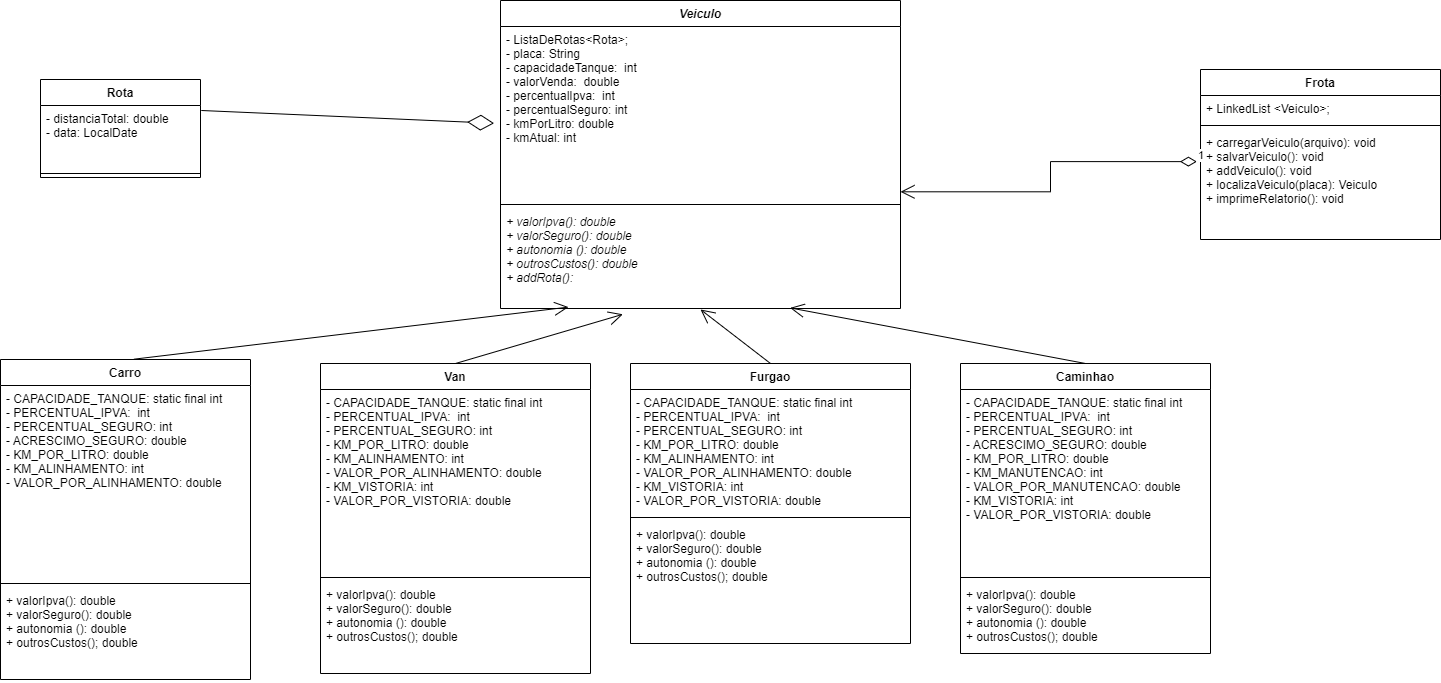 Veiculo
- ListaDeRotas<Rota>;
- placa: String
- capacidadeTanque:  int
- valorVenda:  double
- percentualIpva:  int
- percentualSeguro: int
- kmPorLitro: double
- kmAtual: int
+ valorIpva(): double
+ valorSeguro(): double
+ autonomia (): double
+ outrosCustos(): double
+ addRota():
Rota
- distanciaTotal: double
- data: LocalDate
Frota
+ LinkedList <Veiculo>;
1
+ carregarVeiculo(arquivo): void
+ salvarVeiculo(): void
+ addVeiculo(): void
+ localizaVeiculo(placa): Veiculo
+ imprimeRelatorio(): void
Carro
- CAPACIDADE_TANQUE: static final int
- PERCENTUAL_IPVA:  int
- PERCENTUAL_SEGURO: int
- ACRESCIMO_SEGURO: double
- KM_POR_LITRO: double
- KM_ALINHAMENTO: int
- VALOR_POR_ALINHAMENTO: double
+ valorIpva(): double
+ valorSeguro(): double
+ autonomia (): double
+ outrosCustos(); double
Van
- CAPACIDADE_TANQUE: static final int
- PERCENTUAL_IPVA:  int
- PERCENTUAL_SEGURO: int
- KM_POR_LITRO: double
- KM_ALINHAMENTO: int
- VALOR_POR_ALINHAMENTO: double
- KM_VISTORIA: int
- VALOR_POR_VISTORIA: double
+ valorIpva(): double
+ valorSeguro(): double
+ autonomia (): double
+ outrosCustos(); double
Furgao
- CAPACIDADE_TANQUE: static final int
- PERCENTUAL_IPVA:  int
- PERCENTUAL_SEGURO: int
- KM_POR_LITRO: double
- KM_ALINHAMENTO: int
- VALOR_POR_ALINHAMENTO: double
- KM_VISTORIA: int
- VALOR_POR_VISTORIA: double
+ valorIpva(): double
+ valorSeguro(): double
+ autonomia (): double
+ outrosCustos(); double
Caminhao
- CAPACIDADE_TANQUE: static final int
- PERCENTUAL_IPVA:  int
- PERCENTUAL_SEGURO: int
- ACRESCIMO_SEGURO: double
- KM_POR_LITRO: double
- KM_MANUTENCAO: int
- VALOR_POR_MANUTENCAO: double
- KM_VISTORIA: int
- VALOR_POR_VISTORIA: double
+ valorIpva(): double
+ valorSeguro(): double
+ autonomia (): double
+ outrosCustos(); double